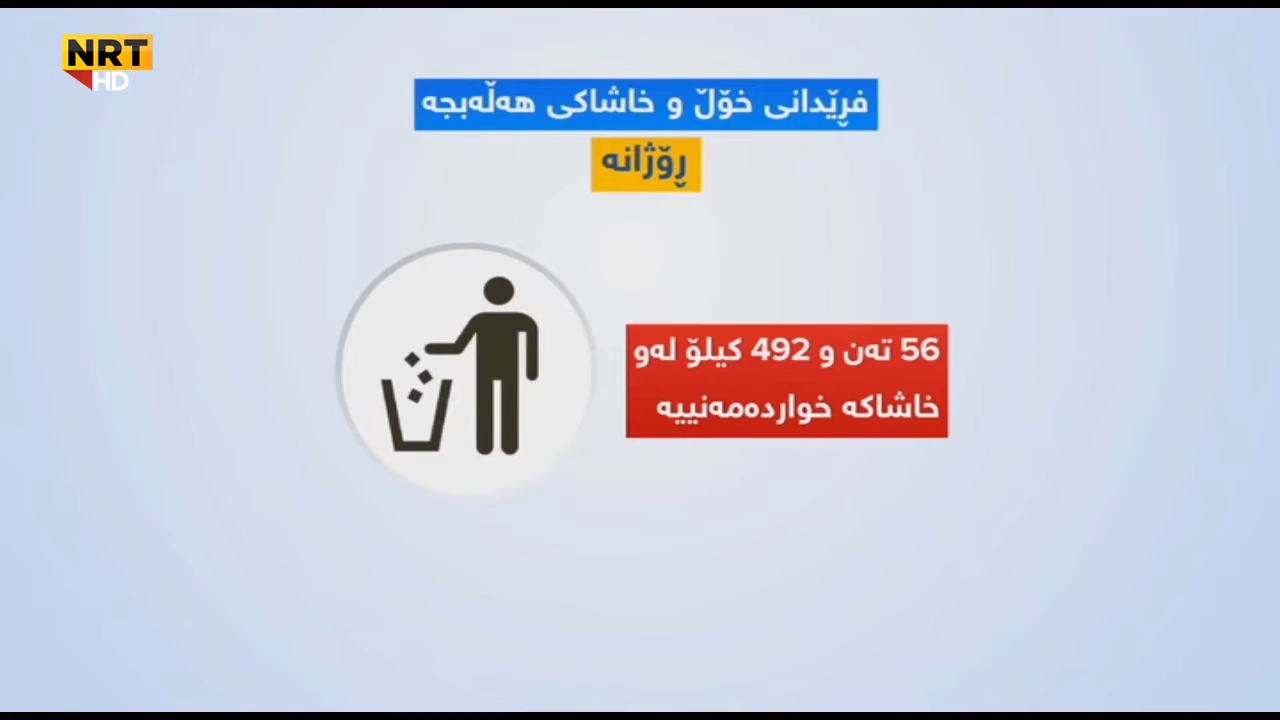 NRT
HD
فڕێدانی خۆڵ و خاشاکی هەڵەبجە
ڕۆژانە
56 تەن و 492 کیلۆ لەو
خاشاکە خواردەمەنییە